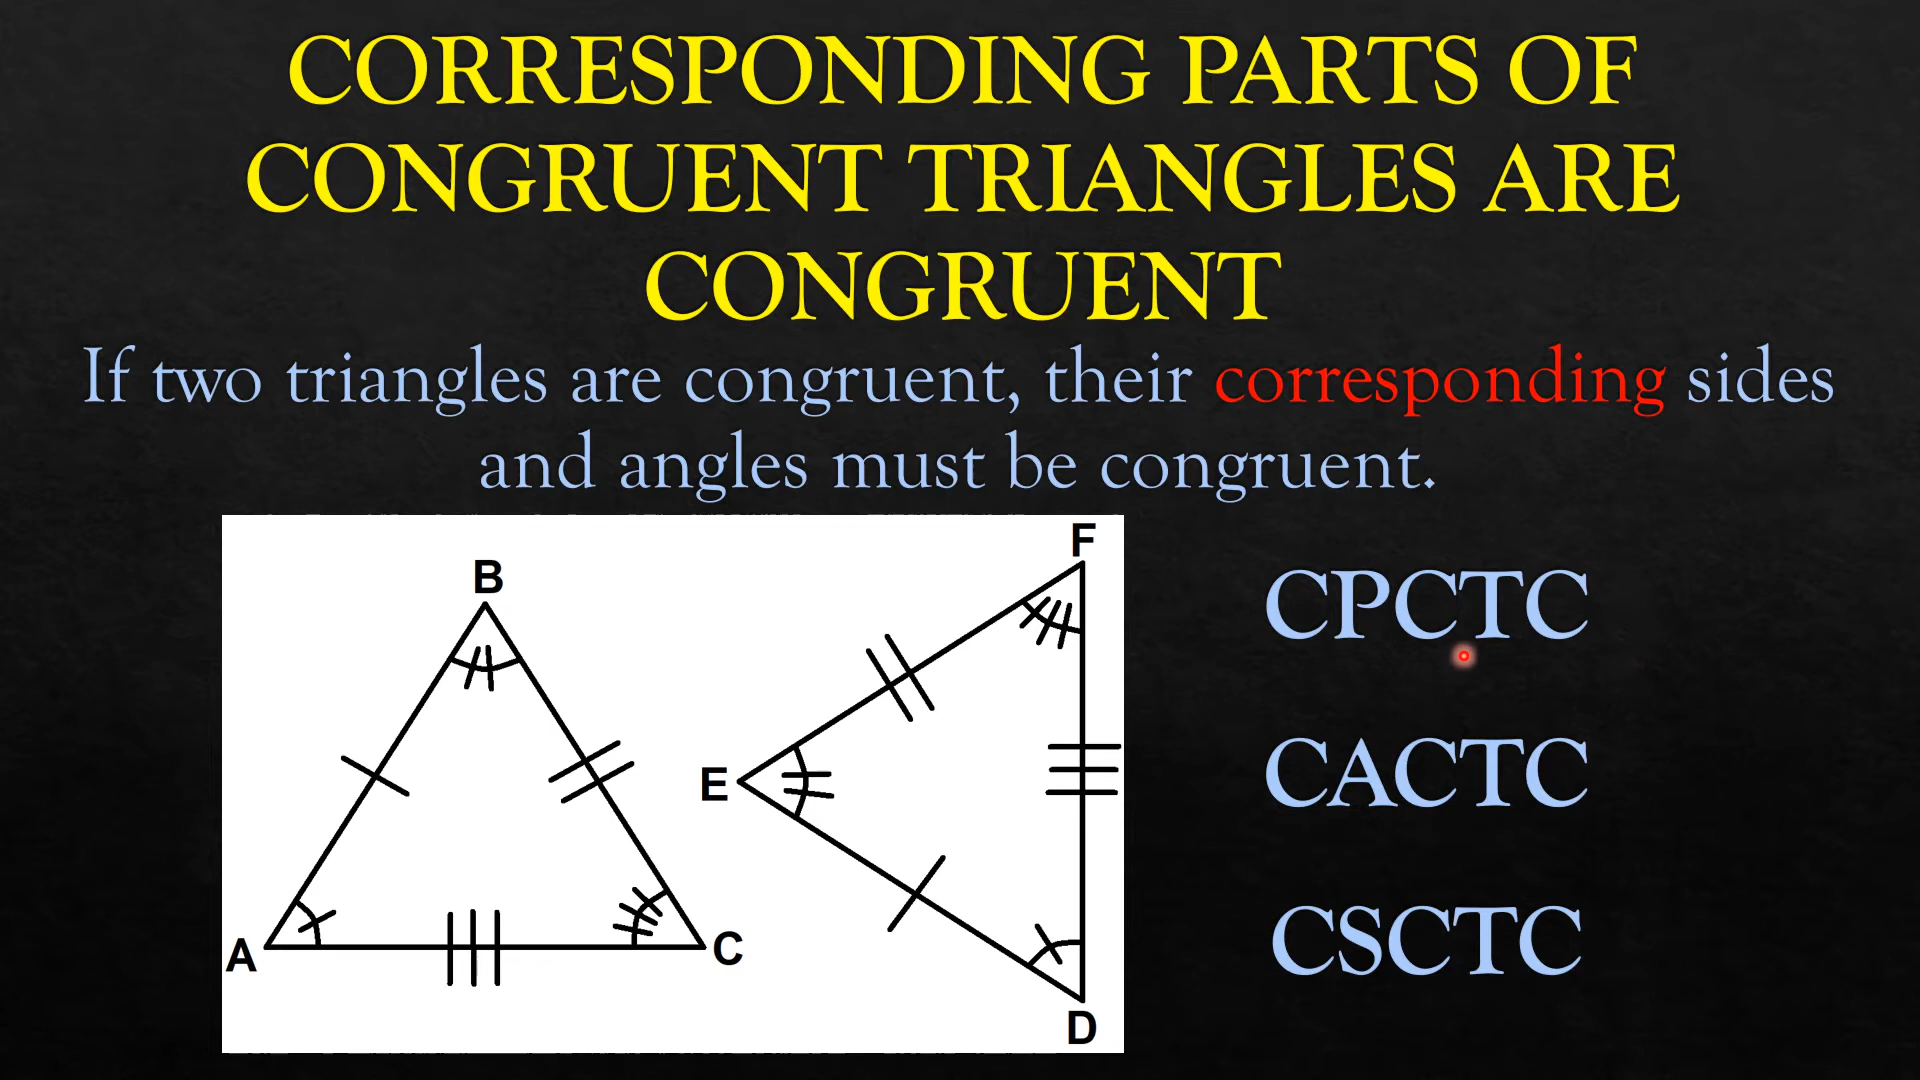 CORRESPONDING PARTS OF
CONGRUENT TRIANGLES ARE
CONGRUENT
If two triangles are congruent, their corresponding sides
and angles must be congruent.
B
A
C
F
E
D
CPCTC
CACTC
CSCTC